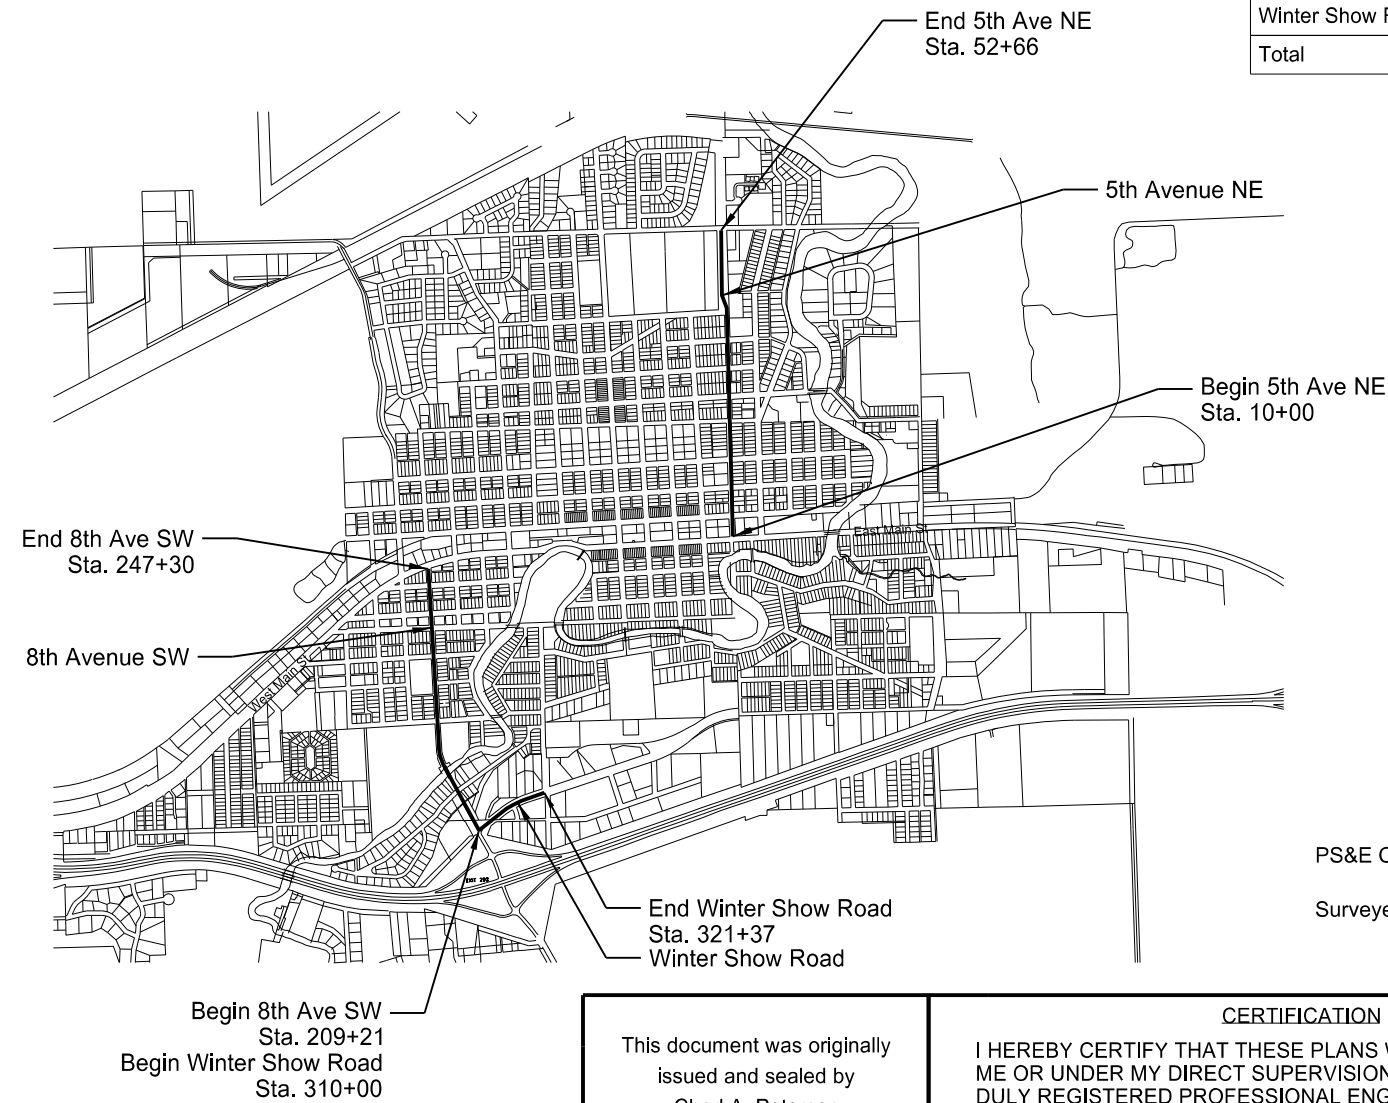 End 5th Ave NE
Sta. 52+66
Winter Show
Total
5th Avenue NE
Begin 5th Ave NE
Sta. 10+00
East Main St
End 8th Ave SW
Sta. 247+30
8th Avenue SW
West Main St
PS&E
End Winter Show Road
Sta. 321+37
Winter Show Road
Begin 8th Ave SW
Sta. 209+21
Begin Winter Show Road
Sta. 310+00
This document was originally
issued and sealed by
CERTIFICATION
I HEREBY CERTIFY THAT THESE PLANS
ME OR UNDER MY DIRECT SUPERVISION
DULY REGISTERED PROFESSIONAL